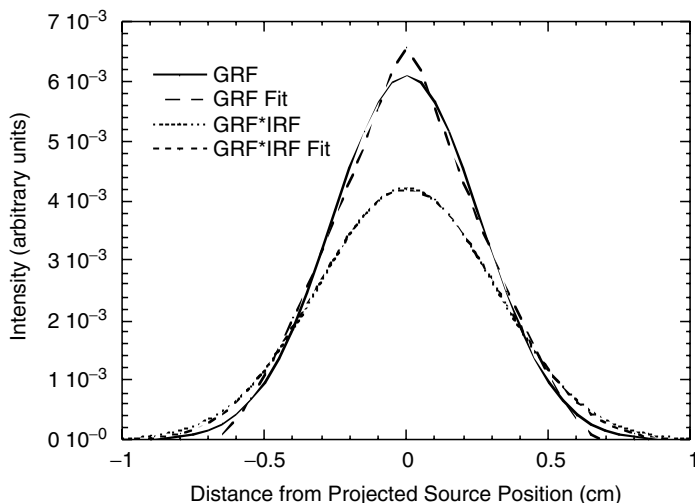 7 10⁻³
6 10⁻³
5 10⁻³
4 10⁻³
3 10⁻³
2 10⁻³
1 10⁻³
0 10⁻⁰
Intensity (arbitrary units)
GRF
GRF Fit
GRF*IRF
GRF*IRF Fit
−1
−0.5
0
0.5
1
Distance from Projected Source Position (cm)